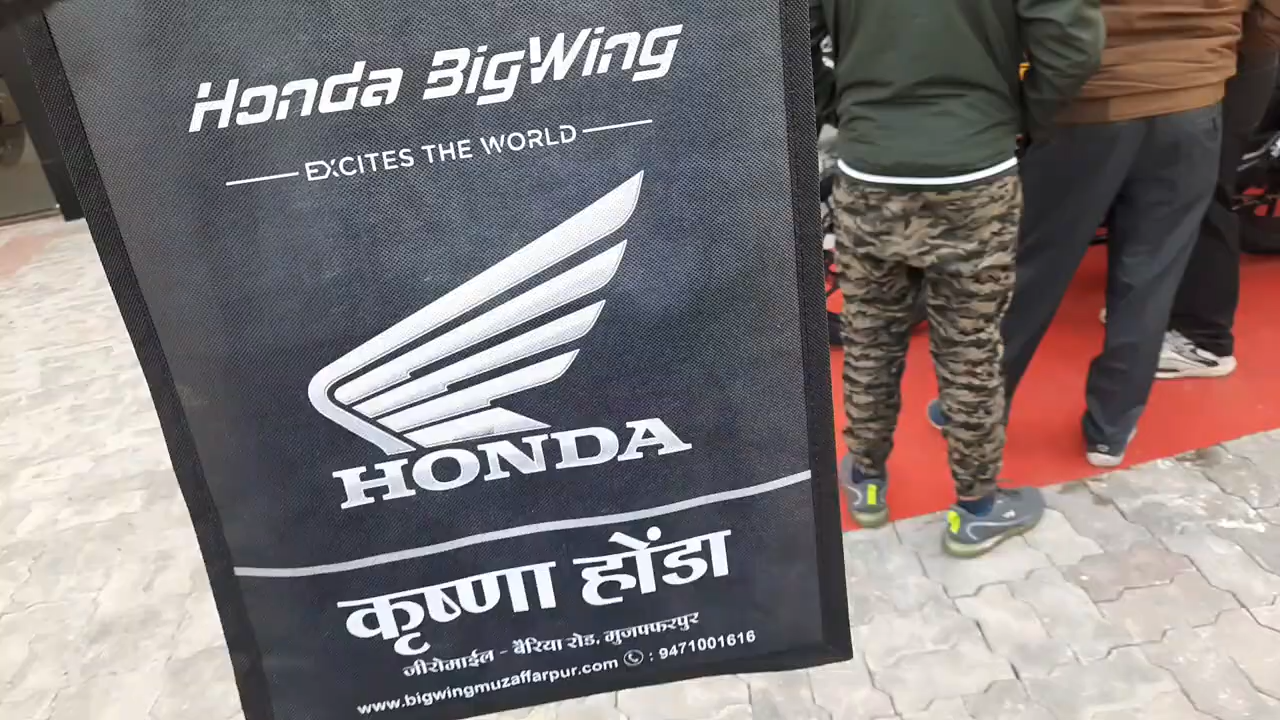 Honda BigWing
EXCITES THE WORLD
HONDA
कृष्णा होंडा
जीरोमाईल - बैरिया रोड, मुजफ्फरपुर
www.bigwingmuzaffarpur.com : 9471001616